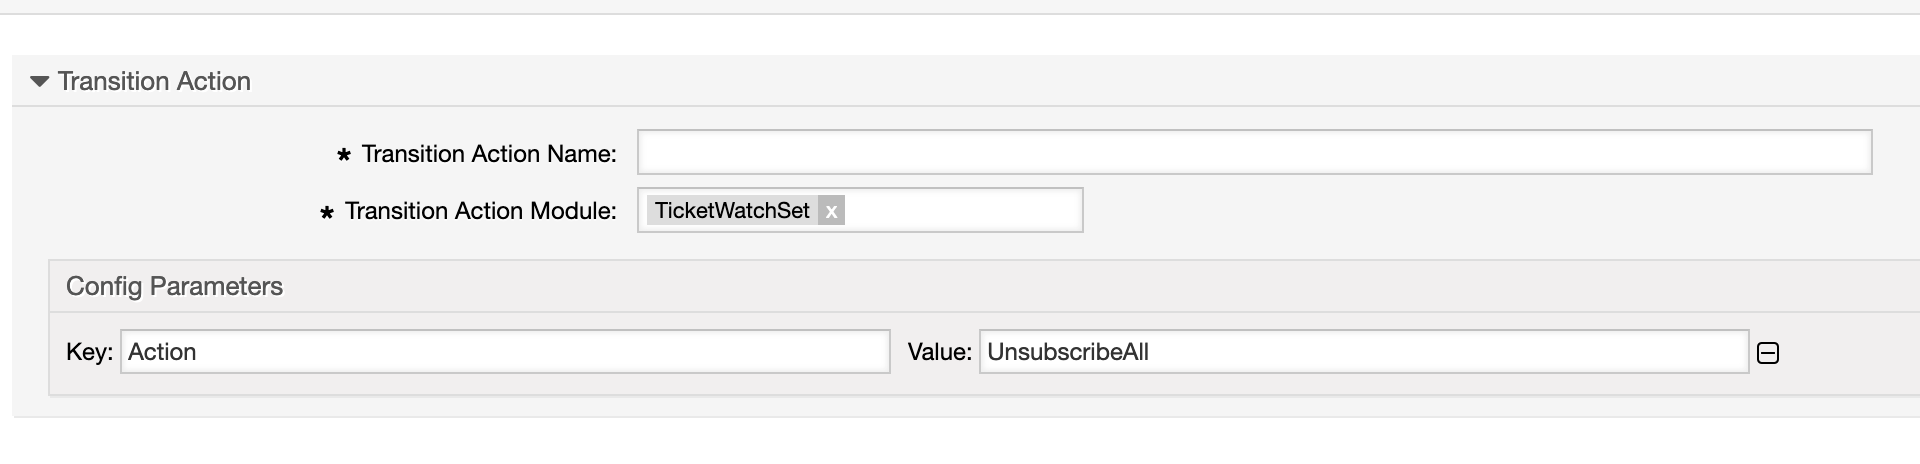 Transition Action
* Transition Action Name:
* Transition Action Module: TicketWatchSet x
Config Parameters
Key: Action Value: UnsubscribeAll